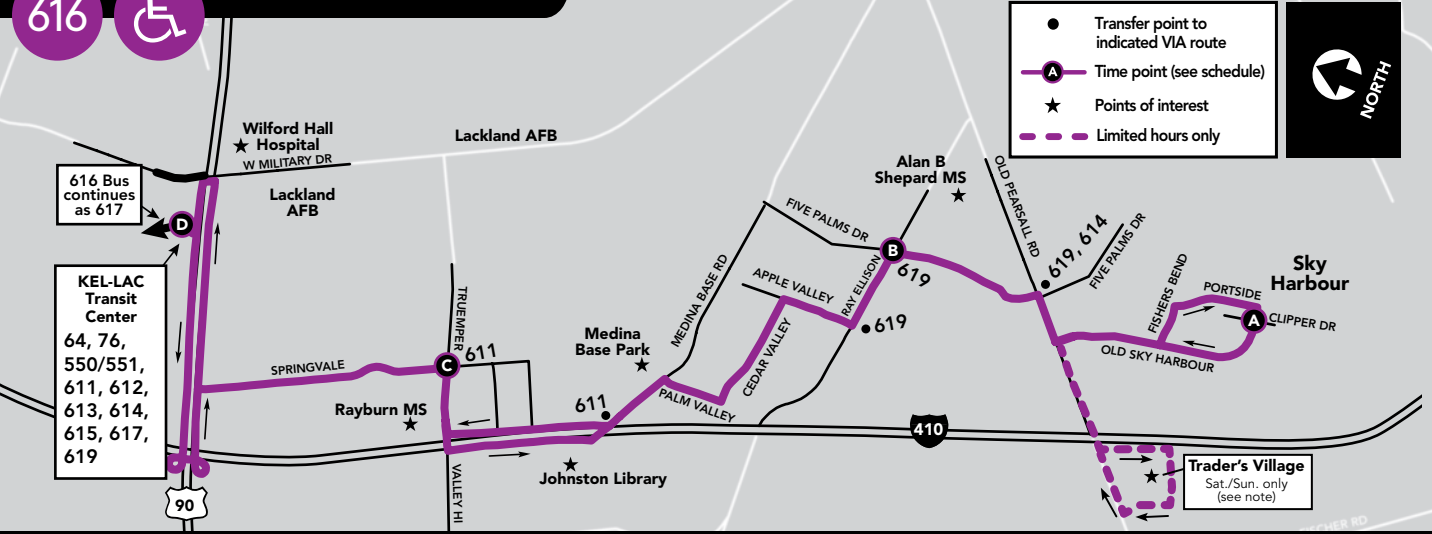 616
Transfer point to
indicated VIA route
A
Time point (see schedule)
Points of interest
Limited hours only
NORTH
Wilford Hall
Hospital
W MILITARY DR
Lackland AFB
Lackland
AFB
616 Bus
continues
as 617
D
KEL-LAC
Transit
Center
64, 76,
550/551,
611, 612,
613, 614,
615, 617,
619
90
SPRINGVALE
TRUEMPER
C
611
Rayburn MS
VALLEY HI
611
Johnston Library
Medina
Base Park
MEDINA BASE RD
PALM VALLEY
CEDAR VALLEY
APPLE VALLEY
RAY ELLISON
FIVE PALMS DR
B
619
619
Alan B
Shepard MS
OLD PEARSALL RD
619, 614
FIVE PALMS DR
FISHERS BEND
PORTSIDE
Sky
Harbour
A
CLIPPER DR
OLD SKY HARBOUR
410
Trader's Village
Sat./Sun. only
(see note)